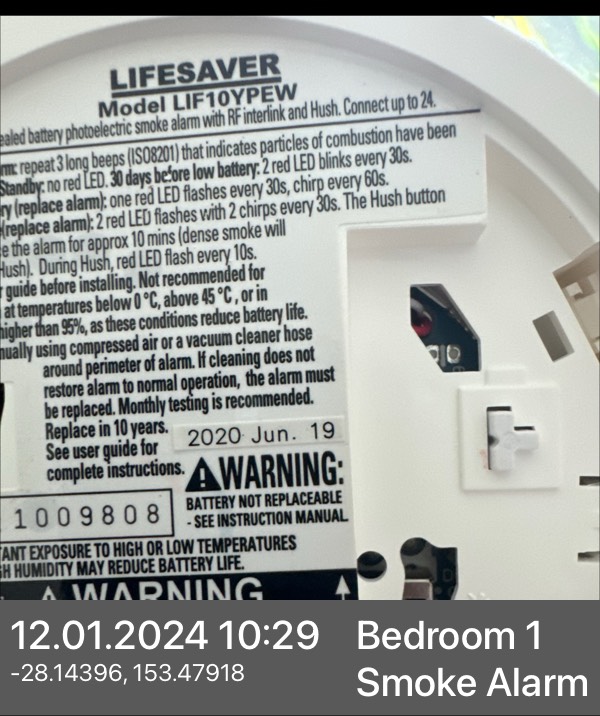 LIFESAVER
Model LIF10YPEW
battery photoelectric smoke alarm with RF interlink and Hush. Connect up to 24.
repeat 3 long beeps (ISO8201) that indicates particles of combustion have been
Standby: no red LED. 30 days before low battery: 2 red LED blinks every 30s.
(replace alarm): one red LED flashes every 30s, chirp every 60s.
(replace alarm): 2 red LED flashes with 2 chirps every 30s. The Hush button
the alarm for approx 10 mins (dense smoke will
During Hush, red LED flash every 10s.
guide before installing. Not recommended for
at temperatures below 0 °C, above 45 °C, or in
than 95%, as these conditions reduce battery life.
using compressed air or a vacuum cleaner hose
around perimeter of alarm. If cleaning does not
restore alarm to normal operation, the alarm must
be replaced. Monthly testing is recommended.
Replace in 10 years.
2020 Jun. 19
See user guide for
complete instructions.
WARNING:
BATTERY NOT REPLACEABLE
- SEE INSTRUCTION MANUAL
1009808
EXPOSURE TO HIGH OR LOW TEMPERATURES
HUMIDITY MAY REDUCE BATTERY LIFE.
WARNING
12.01.2024 10:29
-28.14396, 153.47918
Bedroom 1
Smoke Alarm